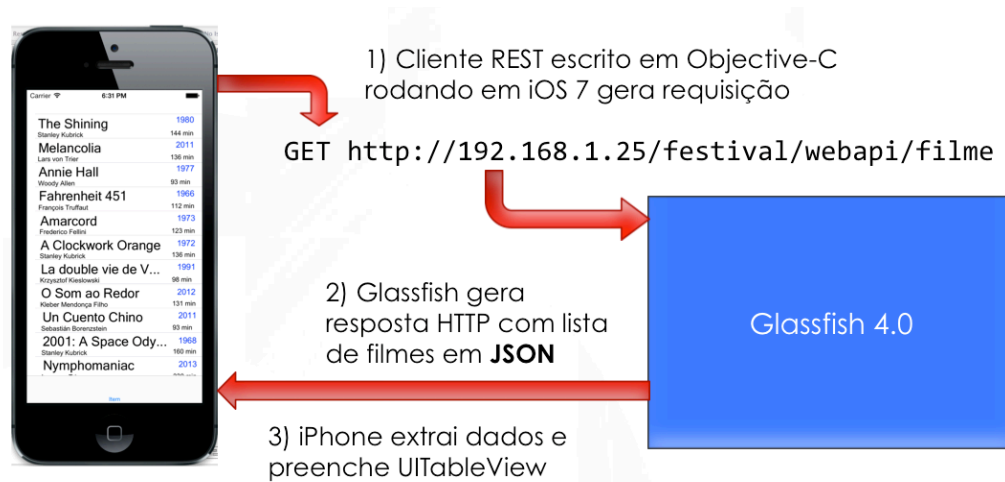 1) Cliente REST escrito em Objective-C
rodando em iOS 7 gera requisição
GET http://192.168.1.25/festival/webapi/filme
Carrier 6:31 PM
The Shining 1980
Stanley Kubrick 144 min
Melancolia 2011
Lars von Trier 136 min
Annie Hall 1977
Woody Allen 93 min
Fahrenheit 451 1966
François Truffaut 112 min
Amarcord 1973
Frederico Fellini 123 min
A Clockwork Orange 1972
Stanley Kubrick 136 min
La double vie de V... 1991
Krzysztof Kieslowski 98 min
O Som ao Redor 2012
Kleber Mendonça Filho 131 min
Un Cuento Chino 2011
Sebastián Borenzstein 93 min
2001: A Space Ody... 1968
Stanley Kubrick 160 min
Nymphomaniac 2013
Item
2) Glassfish gera
resposta HTTP com lista
de filmes em JSON
Glassfish 4.0
3) iPhone extrai dados e
preenche UITableView